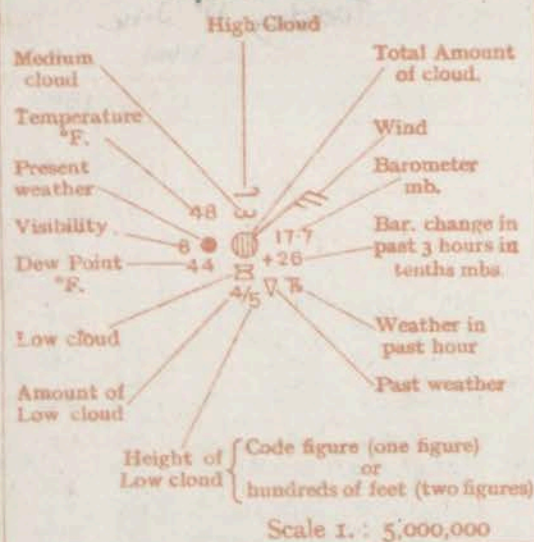 High Cloud
Medium
cloud
Total Amount
of cloud.
Temperature
°F.
Wind
Present
weather
Barometer
mb.
48
Visibility
8
17·7
Bar. change in
past 3 hours in
tenths mbs
+26
Dew Point
°F.
44
4/5
Low cloud
Weather in
past hour
Amount of
Low cloud
Past weather
Height of
Low cloud
Code figure (one figure)
or
hundreds of feet (two figures)
Scale 1. : 5,000,000